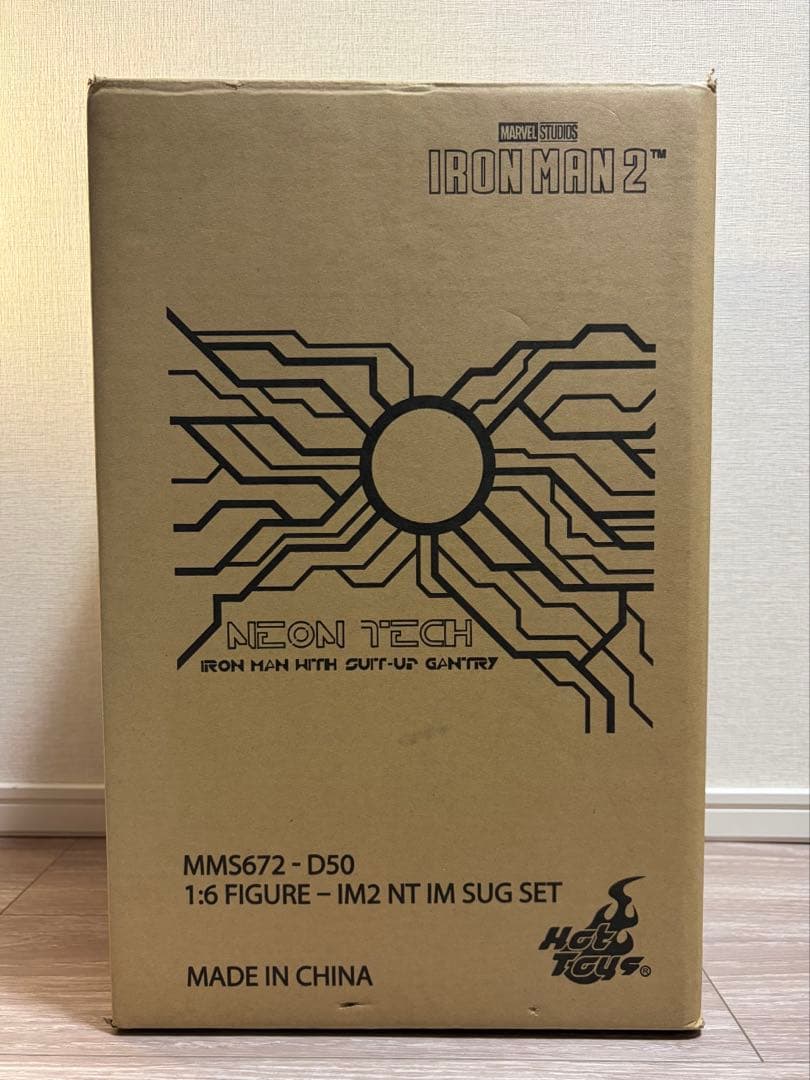 MARVEL STUDIOS
IRON MAN 2™
NEON TECH
IRON MAN WITH SUIT-UP GANTRY
MMS672 - D50
1:6 FIGURE – IM2 NT IM SUG SET
Hot
Toys®
MADE IN CHINA